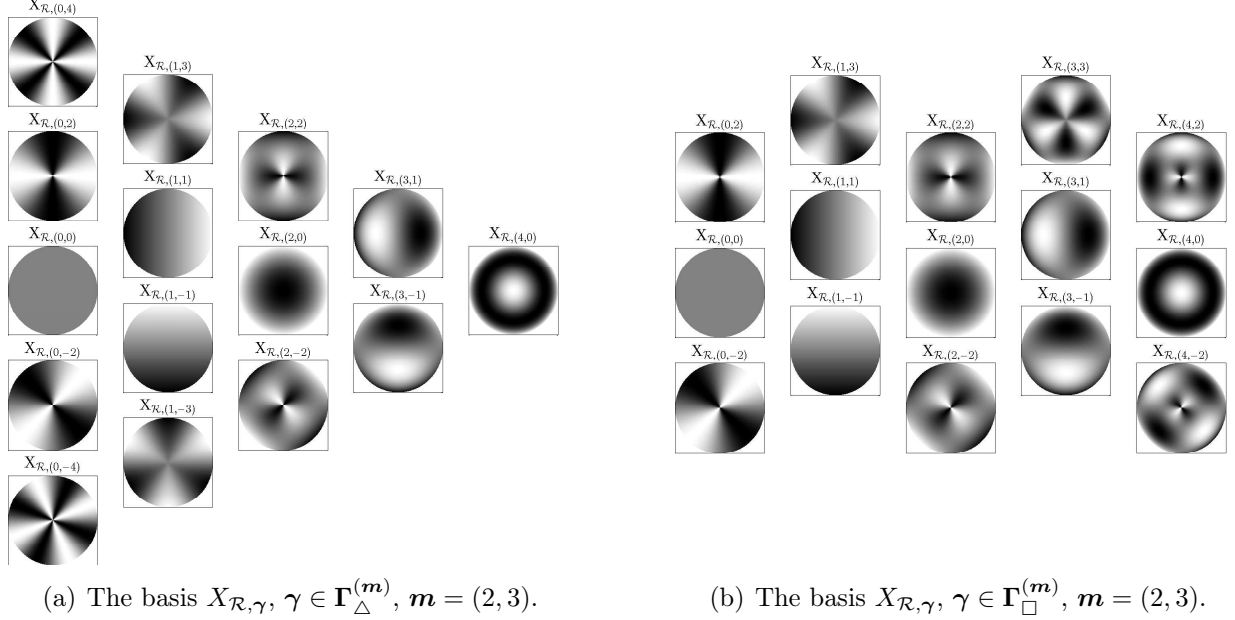 X_{R,(0,4)}
X_{R,(1,3)}
X_{R,(0,2)}
X_{R,(2,2)}
X_{R,(1,1)}
X_{R,(3,1)}
X_{R,(0,0)}
X_{R,(2,0)}
X_{R,(4,0)}
X_{R,(1,−1)}
X_{R,(3,−1)}
X_{R,(0,−2)}
X_{R,(2,−2)}
X_{R,(1,−3)}
X_{R,(0,−4)}
(a) The basis X_{R,γ}, γ ∈ Γ_△^{(m)}, m = (2, 3).
X_{R,(1,3)}
X_{R,(3,3)}
X_{R,(0,2)}
X_{R,(2,2)}
X_{R,(4,2)}
X_{R,(1,1)}
X_{R,(3,1)}
X_{R,(0,0)}
X_{R,(2,0)}
X_{R,(4,0)}
X_{R,(1,−1)}
X_{R,(3,−1)}
X_{R,(0,−2)}
X_{R,(2,−2)}
X_{R,(4,−2)}
(b) The basis X_{R,γ}, γ ∈ Γ_□^{(m)}, m = (2, 3).